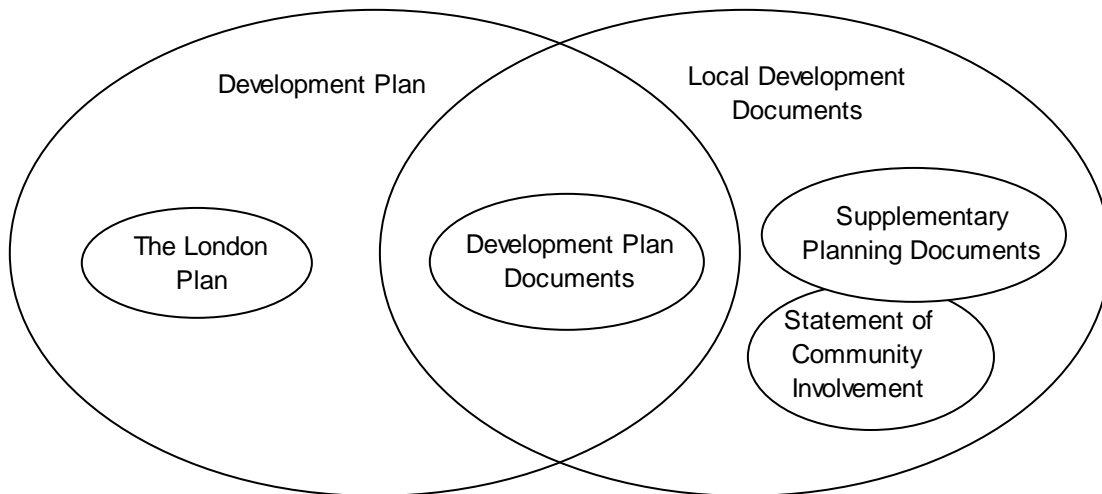 Development Plan
Local Development
Documents
The London
Plan
Development Plan
Documents
Supplementary
Planning Documents
Statement of
Community
Involvement